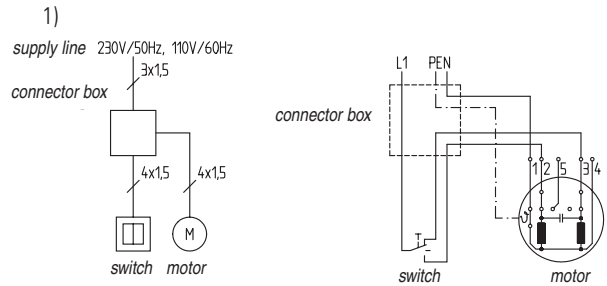 1)
supply line 230V/50Hz, 110V/60Hz
3x1,5
connector box
4x1,5 4x1,5
M
switch motor
L1 PEN
connector box
1 2 5 3 4
ϑ
T
switch motor